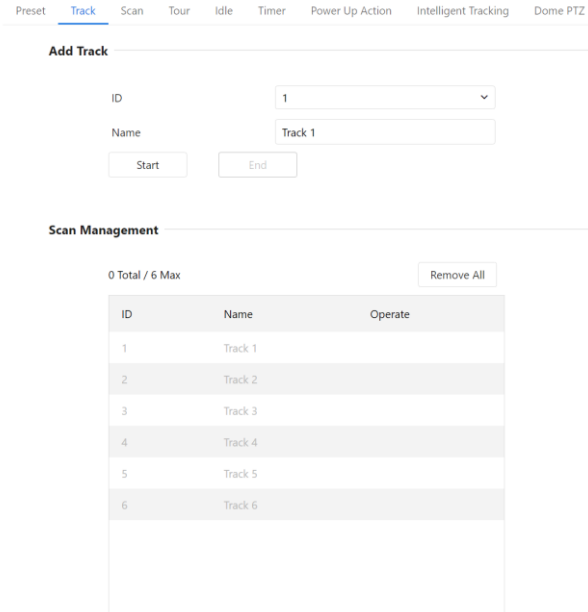 Preset Track Scan Tour Idle Timer Power Up Action Intelligent Tracking Dome PTZ
Add Track
ID 1
Name Track 1
Start End
Scan Management
0 Total / 6 Max Remove All
ID Name Operate
1 Track 1
2 Track 2
3 Track 3
4 Track 4
5 Track 5
6 Track 6